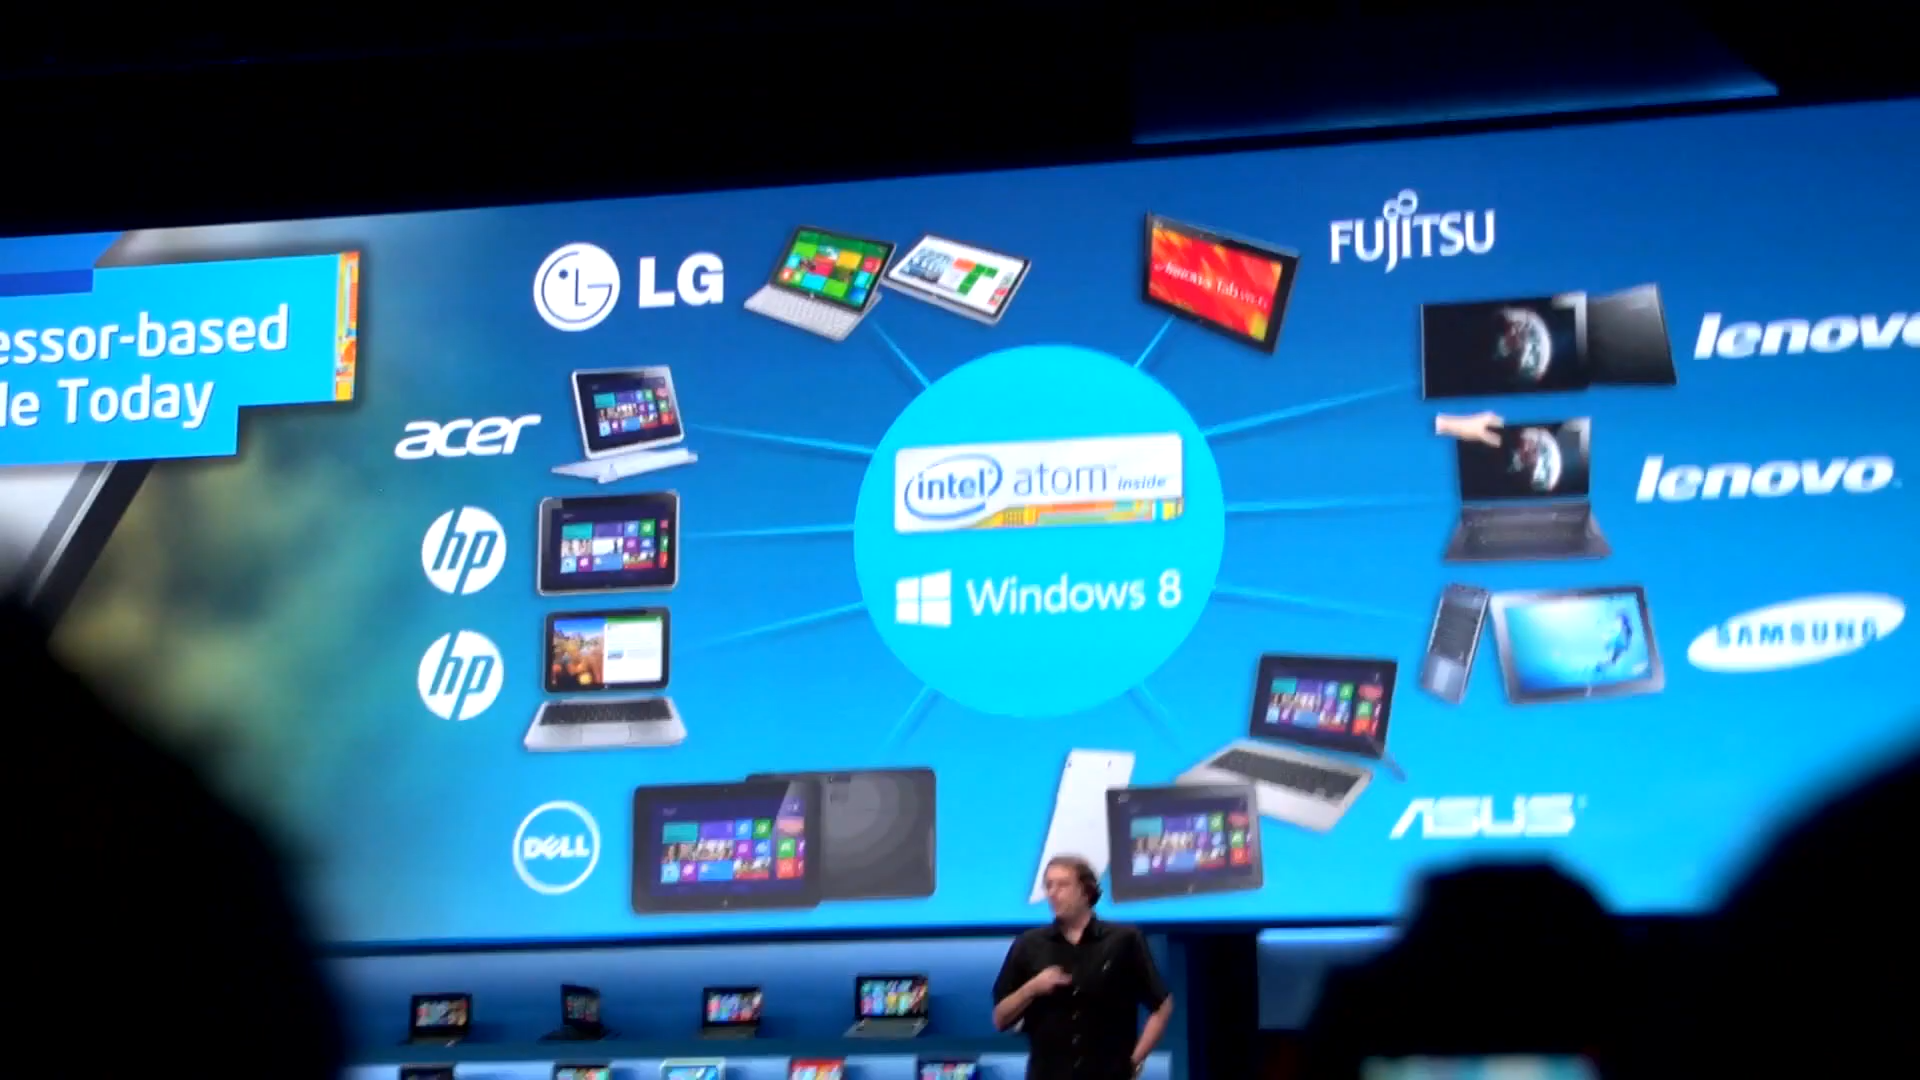 essor-based
le Today
LG
FUJITSU
lenovo
acer
intel atom inside
lenovo
hp
Windows 8
hp
SAMSUNG
DELL
ASUS